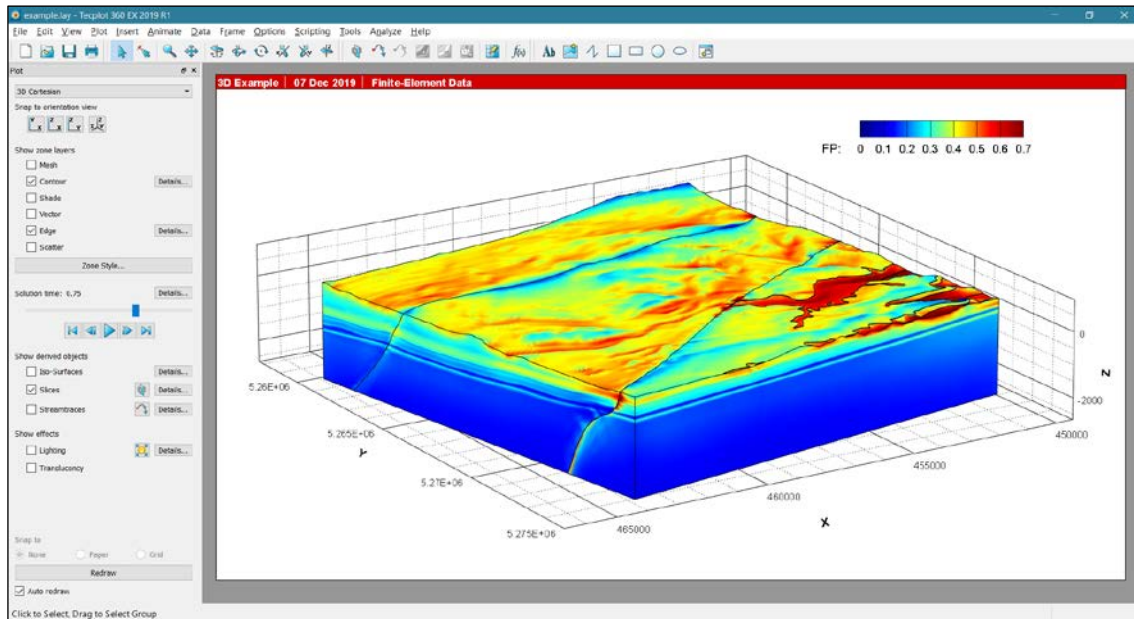 example.lay - Tecplot 360 EX 2019 R1
File Edit View Plot Insert Animate Data Frame Options Scripting Tools Analyze Help
Plot
3D Cartesian
Snap to orientation view
Show zone layers
Mesh
Contour Details...
Shade
Vector
Edge Details...
Scatter
Zone Style...
Solution time: 0.75 Details...
Show derived objects
Iso-Surfaces Details...
Slices Details...
Streamtraces Details...
Show effects
Lighting Details...
Translucency
Snap to
None Paper Grid
Redraw
Auto redraw
Click to Select, Drag to Select Group
3D Example | 07 Dec 2019 | Finite-Element Data
FP: 0 0.1 0.2 0.3 0.4 0.5 0.6 0.7
0
Z
-2000
5.26E+06
5.265E+06
Y
5.27E+06
5.275E+06
465000
460000
X
455000
450000